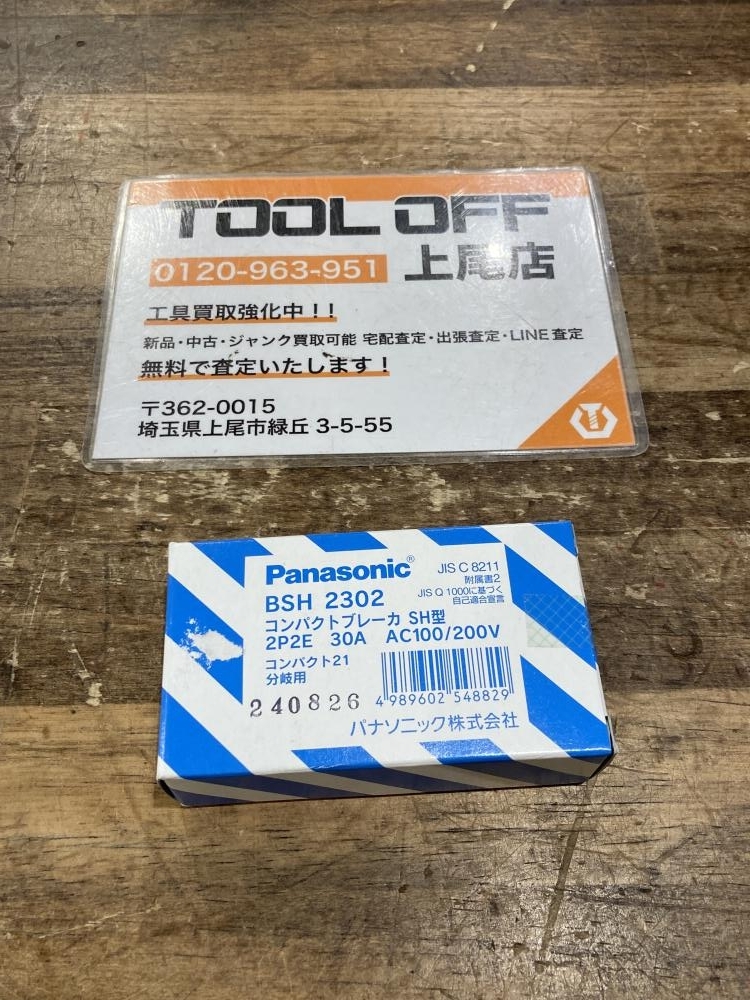 TOOL OFF
0120-963-951 上尾店
工具買取強化中！！
新品・中古・ジャンク買取可能 宅配査定・出張査定・LINE査定
無料で査定いたします！
〒362-0015
埼玉県上尾市緑丘 3-5-55
Panasonic®
JIS C 8211
附属書2
JIS Q 1000に基づく
自己適合宣言
BSH 2302
コンパクトブレーカ SH型
2P2E 30A AC100/200V
コンパクト21
分岐用
240826
4 989602 548829
パナソニック株式会社